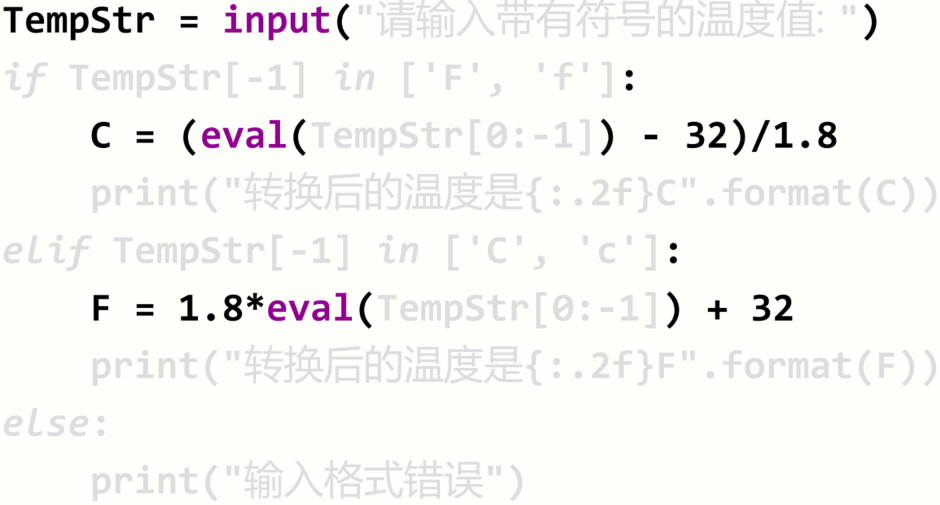 TempStr = input("请输入带有符号的温度值: ")
if TempStr[-1] in ['F', 'f']:
    C = (eval(TempStr[0:-1]) - 32)/1.8
    print("转换后的温度是{:.2f}C".format(C))
elif TempStr[-1] in ['C', 'c']:
    F = 1.8*eval(TempStr[0:-1]) + 32
    print("转换后的温度是{:.2f}F".format(F))
else:
    print("输入格式错误")